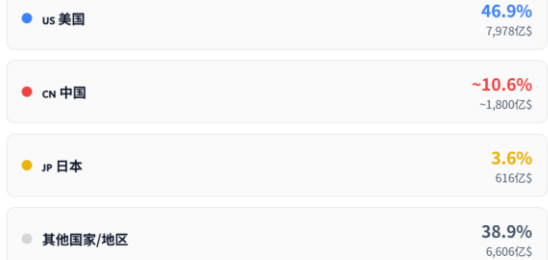 US 美国
46.9%
7,978亿$
CN 中国
~10.6%
~1,800亿$
JP 日本
3.6%
616亿$
其他国家/地区
38.9%
6,606亿$